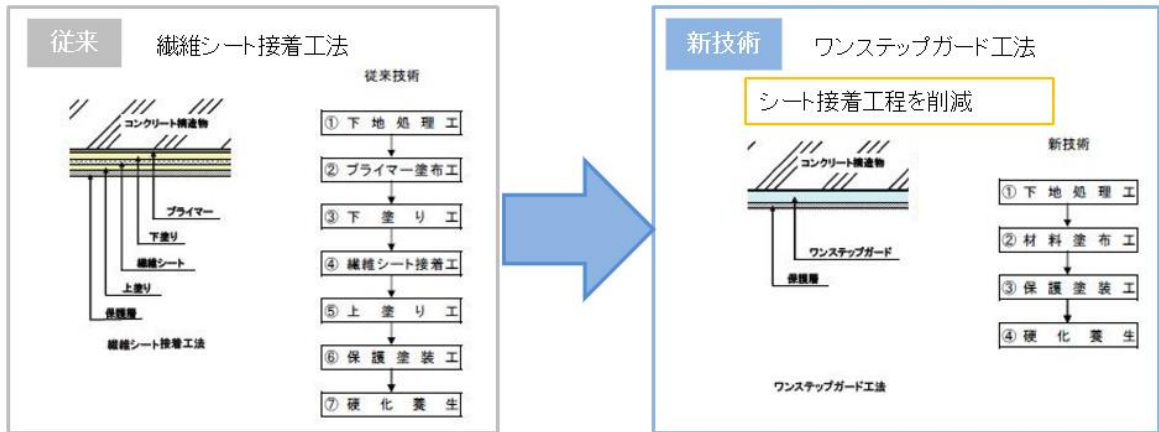 従来
繊維シート接着工法
従来技術
コンクリート構造物
プライマー
下塗り
繊維シート
上塗り
保護層
繊維シート接着工法
①下地処理工
②プライマー塗布工
③下塗り工
④繊維シート接着工
⑤上塗り工
⑥保護塗装工
⑦硬化養生
新技術
ワンステップガード工法
シート接着工程を削減
新技術
コンクリート構造物
ワンステップガード
保護層
ワンステップガード工法
①下地処理工
②材料塗布工
③保護塗装工
④硬化養生